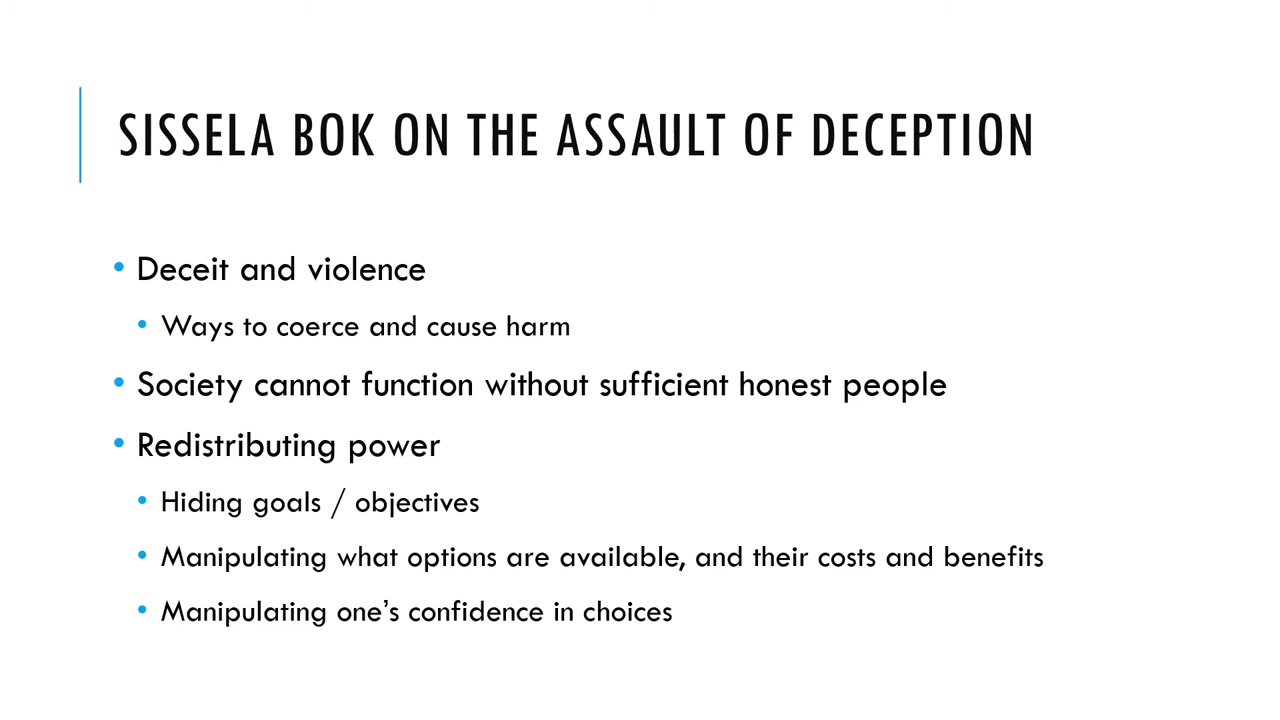 SISSELA BOK ON THE ASSAULT OF DECEPTION
• Deceit and violence
• Ways to coerce and cause harm
• Society cannot function without sufficient honest people
• Redistributing power
• Hiding goals / objectives
• Manipulating what options are available, and their costs and benefits
• Manipulating one’s confidence in choices